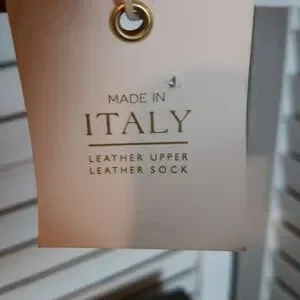 MADE IN
ITALY
LEATHER UPPER
LEATHER SOCK